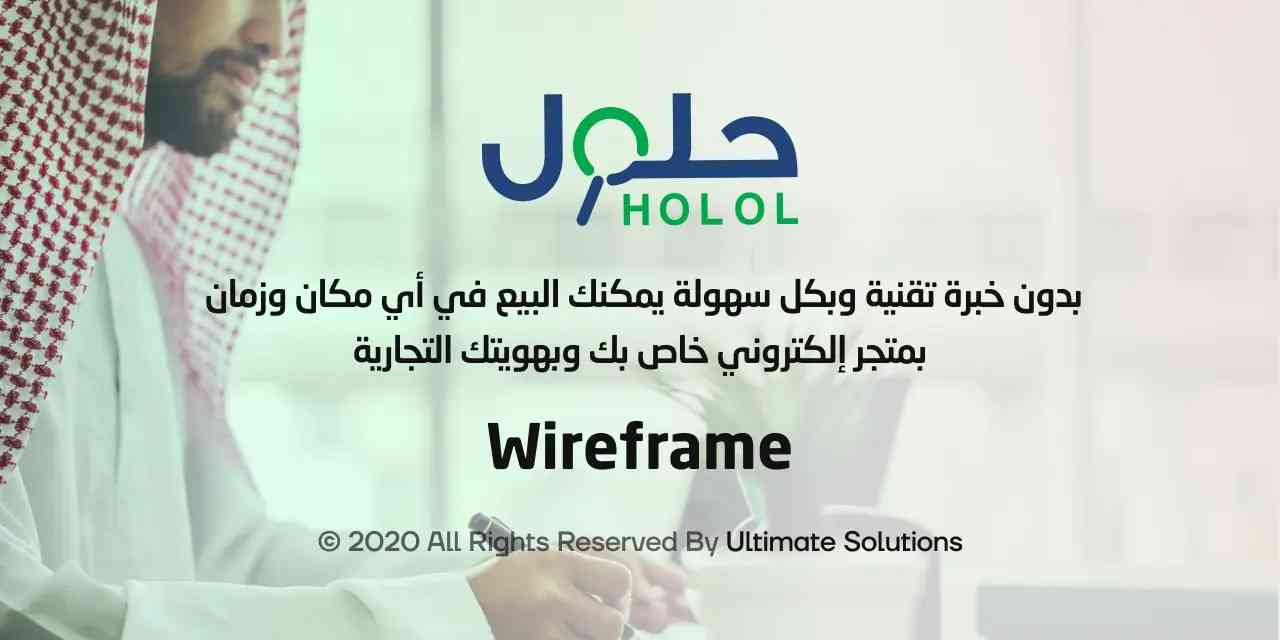 حلول
HOLOL
بدون خبرة تقنية وبكل سهولة يمكنك البيع في أي مكان وزمان
بمتجر إلكتروني خاص بك وبهويتك التجارية
Wireframe
© 2020 All Rights Reserved By Ultimate Solutions